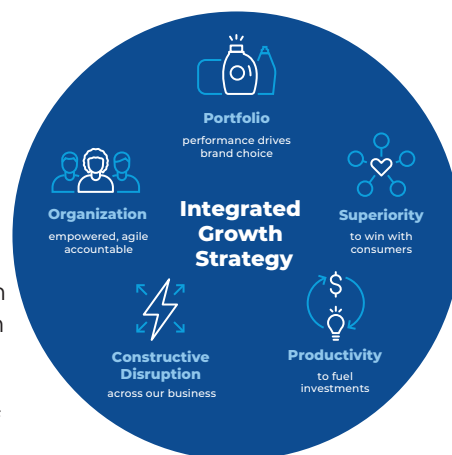 Portfolio
performance drives
brand choice
Organization
empowered, agile
accountable
Integrated
Growth
Strategy
Superiority
to win with
consumers
Constructive
Disruption
across our business
Productivity
to fuel
investments
$